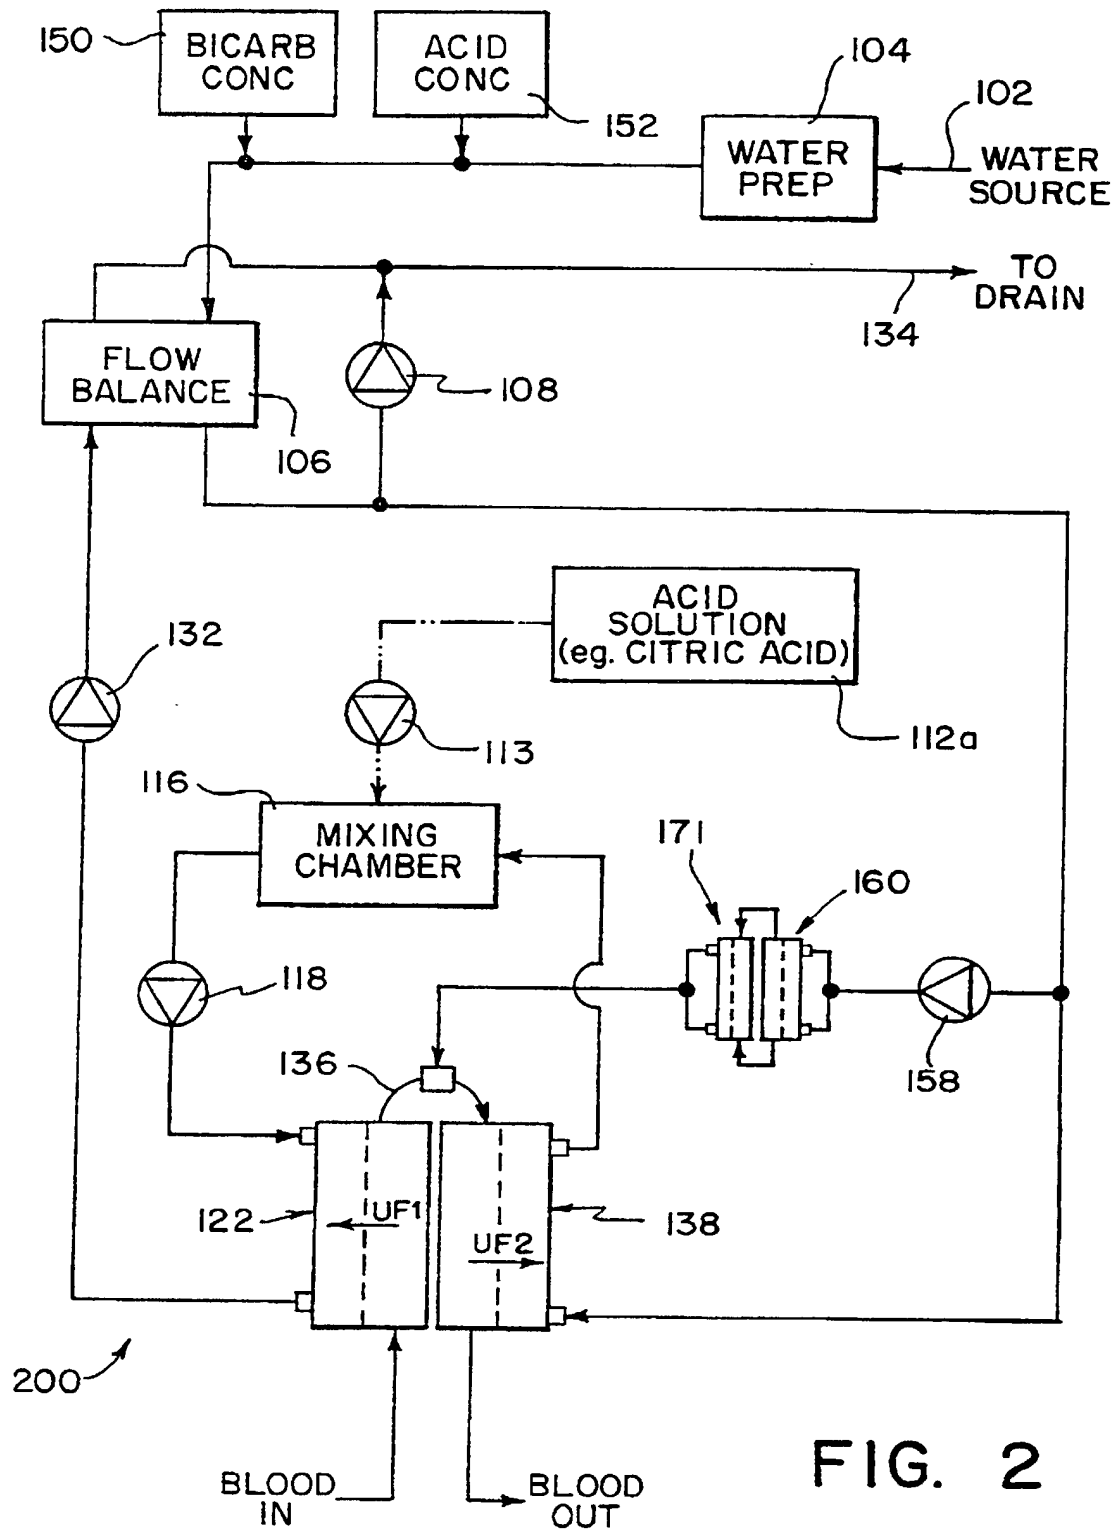 150
BICARB
CONC
ACID
CONC
152
104
102
WATER
PREP
WATER
SOURCE
TO
DRAIN
134
FLOW
BALANCE
106
108
132
ACID
SOLUTION
(eg. CITRIC ACID)
112a
113
116
MIXING
CHAMBER
171
160
118
158
136
122
UF1
UF2
138
200
BLOOD
IN
BLOOD
OUT
FIG. 2